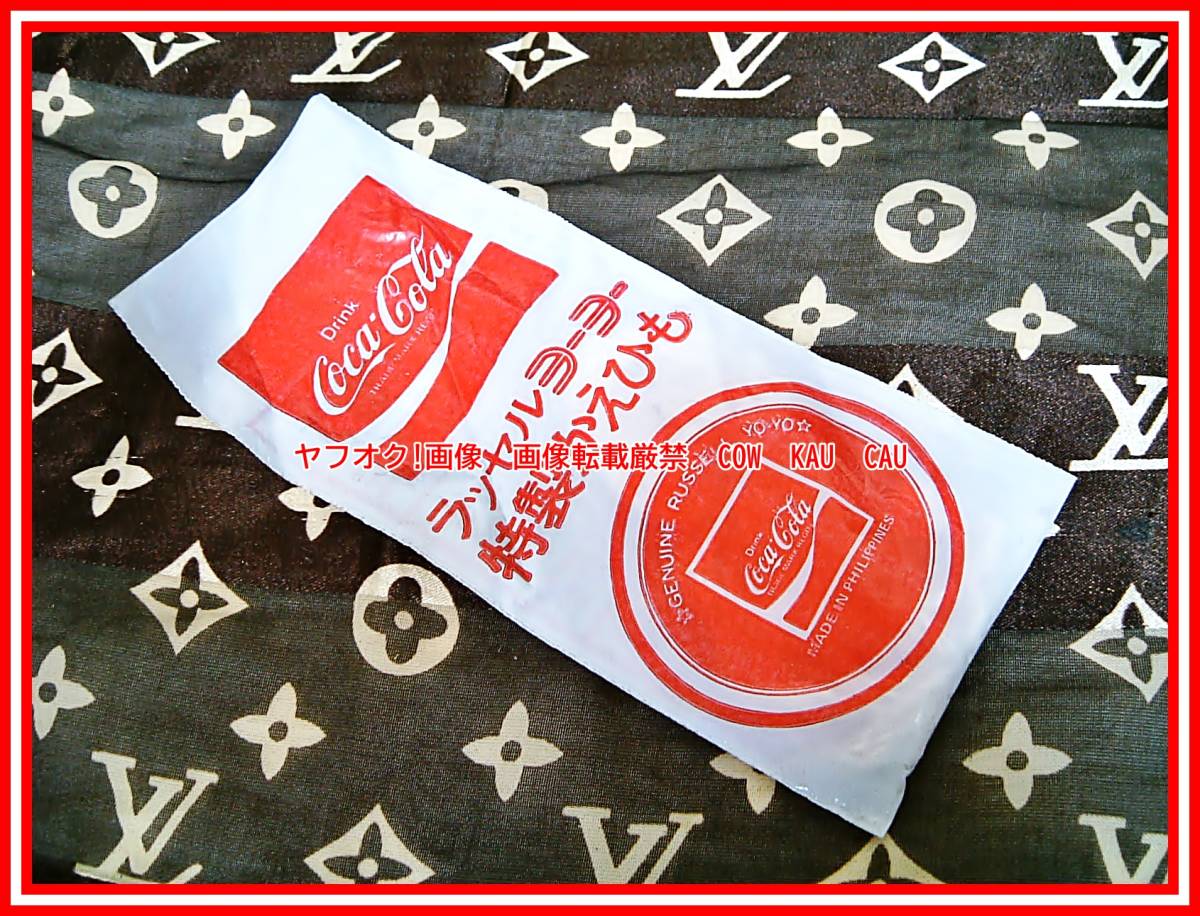 Drink
Coca-Cola
TRADE MARK REGD
ラッセルヨーヨー
特製かえひも
ヤフオク!画像、画像転載厳禁 COW KAU CAU
☆GENUINE RUSSELL YO-YO☆
Drink
Coca-Cola
TRADE MARK REGD
MADE IN PHILIPPINES